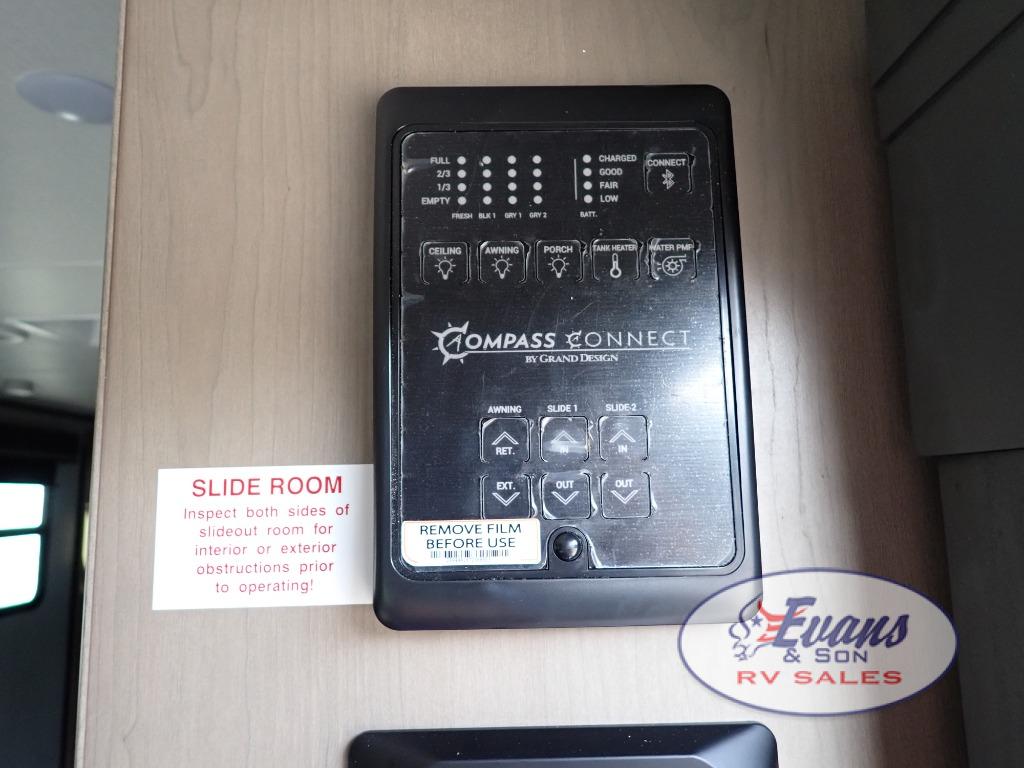 FULL
2/3
1/3
EMPTY
FRESH BLK 1 GRY 1 GRY 2
CHARGED
GOOD
FAIR
LOW
BATT.
CONNECT
CEILING AWNING PORCH TANK HEATER WATER PMP
COMPASS CONNECT
BY GRAND DESIGN
AWNING SLIDE 1 SLIDE 2
RET. IN IN
EXT. OUT OUT
REMOVE FILM
BEFORE USE
SLIDE ROOM
Inspect both sides of
slideout room for
interior or exterior
obstructions prior
to operating!
Evans
& SON
RV SALES